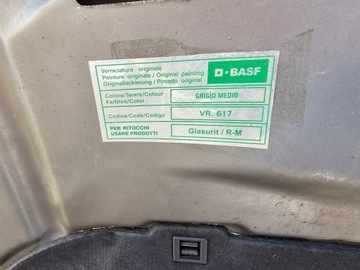 Verniciatura originale
Peinture originale / Original painting
Originallackierung / Pintado original
BASF
Colore/Teinte/Colour
Farbton/Color
GRIGIO MEDIO
Codice/Code/Codigo
VR. 617
PER RITOCCHI
USARE PRODOTTI
Glasurit / R-M